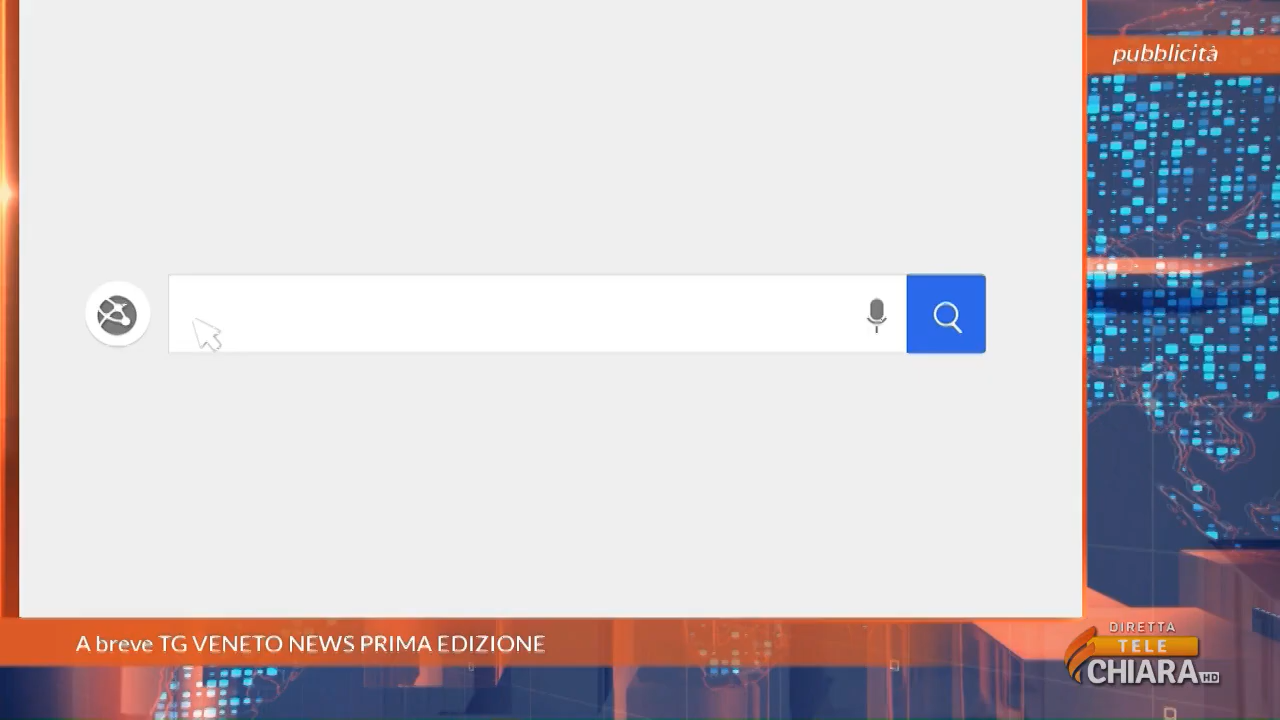 pubblicità
A breve TG VENETO NEWS PRIMA EDIZIONE
DIRETTA
TELE
CHIARA HD